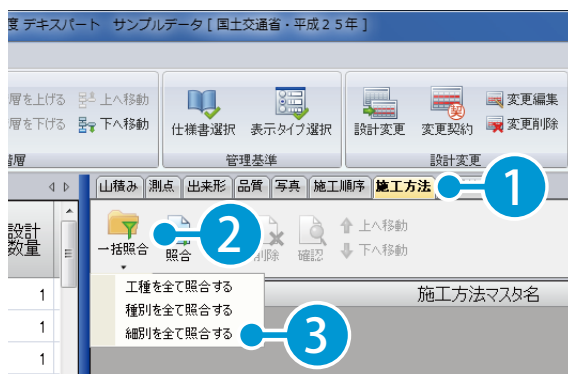 度 デキスパート サンプルデータ [ 国土交通省・平成２５年 ]
層を上げる 上へ移動
層を下げる 下へ移動
仕様書選択 表示タイプ選択
設計変更 変更契約
変更編集
変更削除
階層 管理基準 設計変更
山積み 測点 出来形 品質 写真 施工順序 施工方法
1
設計
数量
一括照合
2
照合
削除
確認
上へ移動
下へ移動
工種を全て照合する
種別を全て照合する
細別を全て照合する
3
施工方法マスタ名
1
1
1